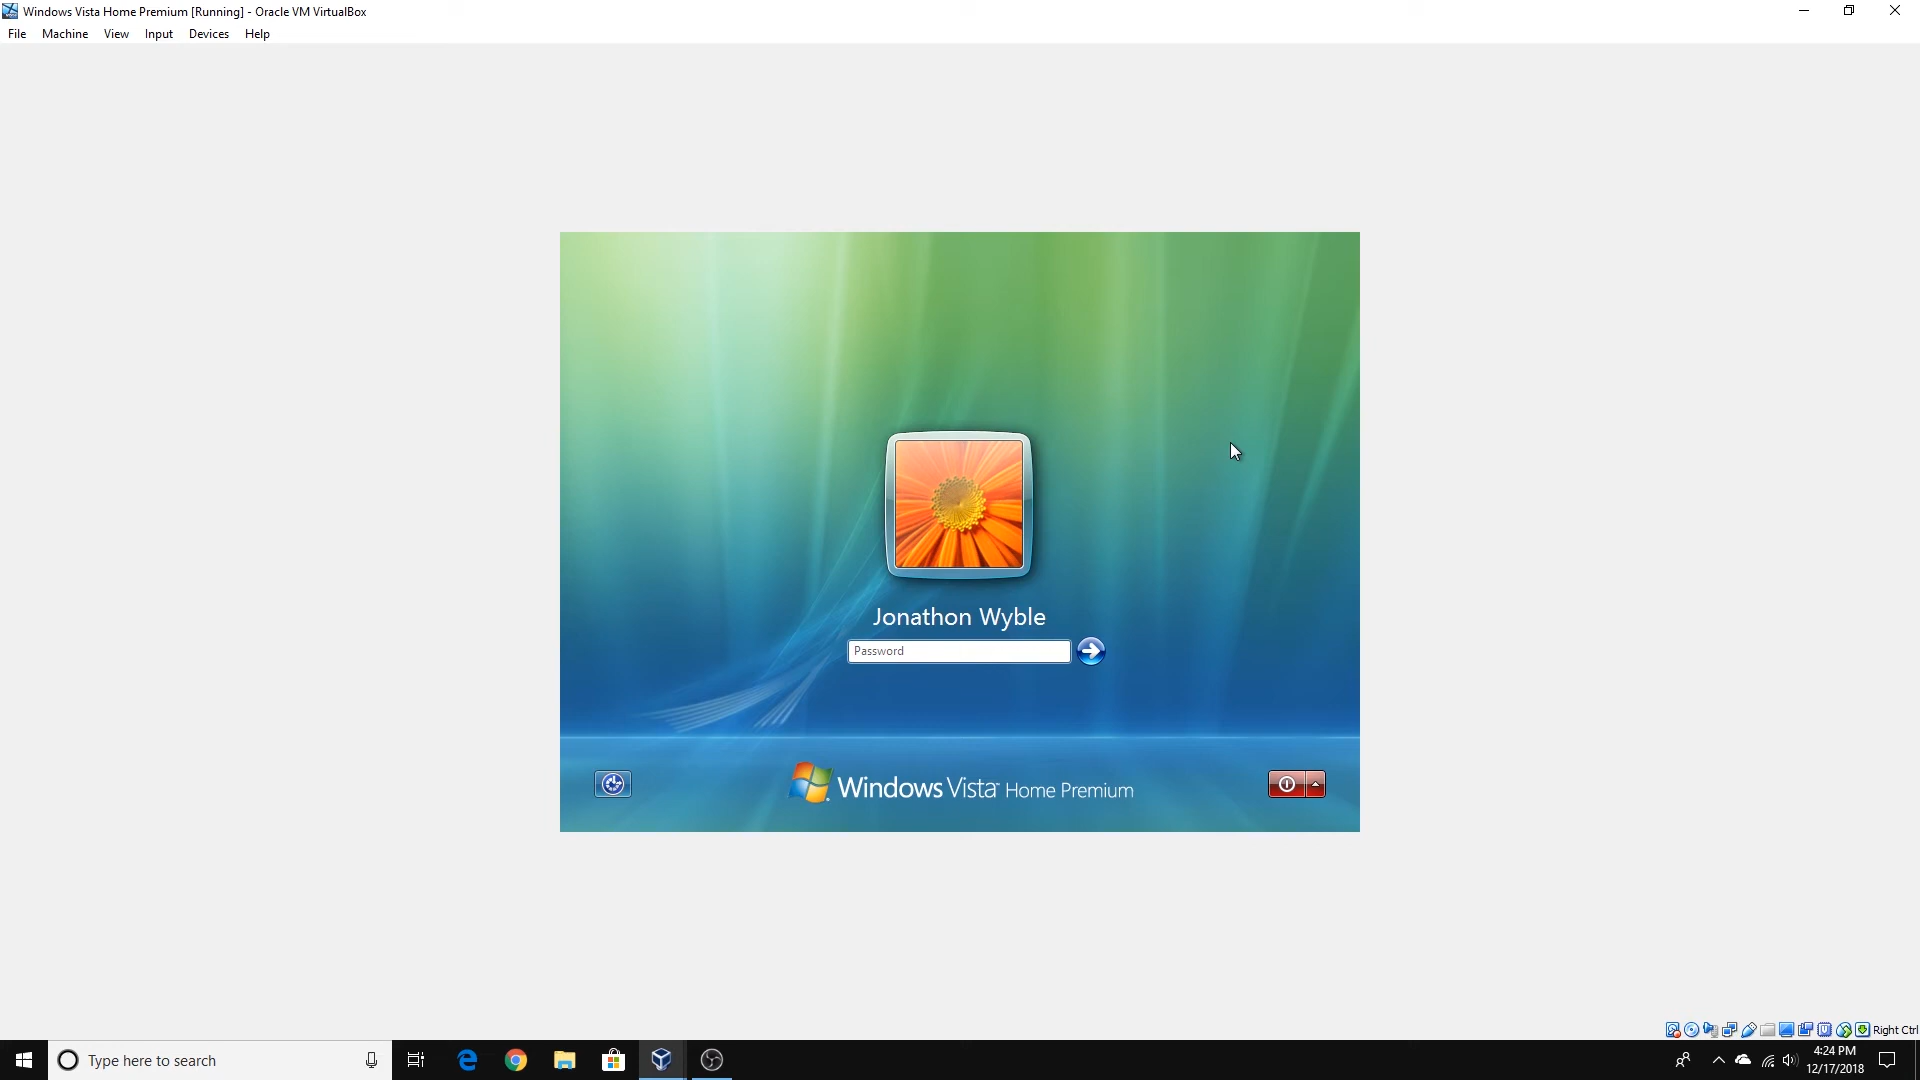 Windows Vista Home Premium [Running] - Oracle VM VirtualBox
File Machine View Input Devices Help
Jonathon Wyble
Password
Windows Vista™ Home Premium
Right Ctrl
Type here to search
4:24 PM
12/17/2018